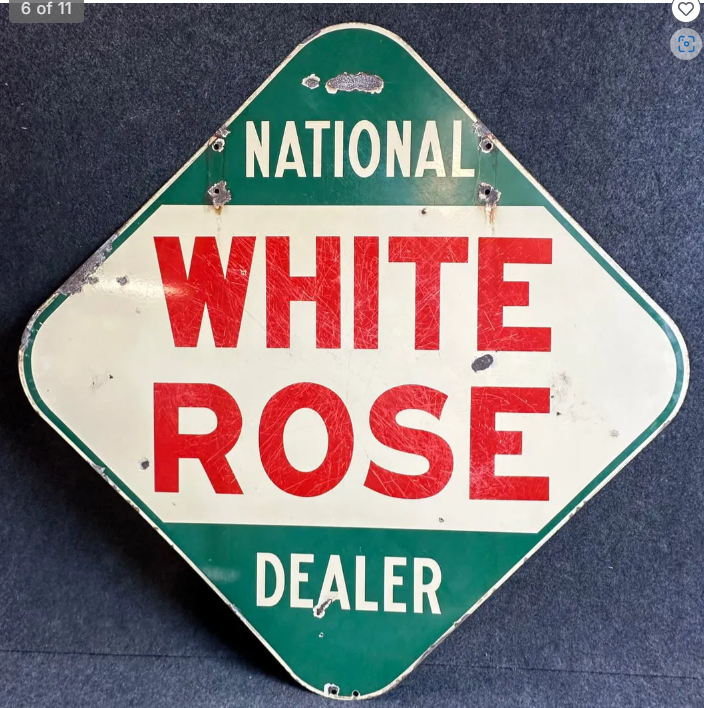 6 of 11
NATIONAL
WHITE
ROSE
DEALER